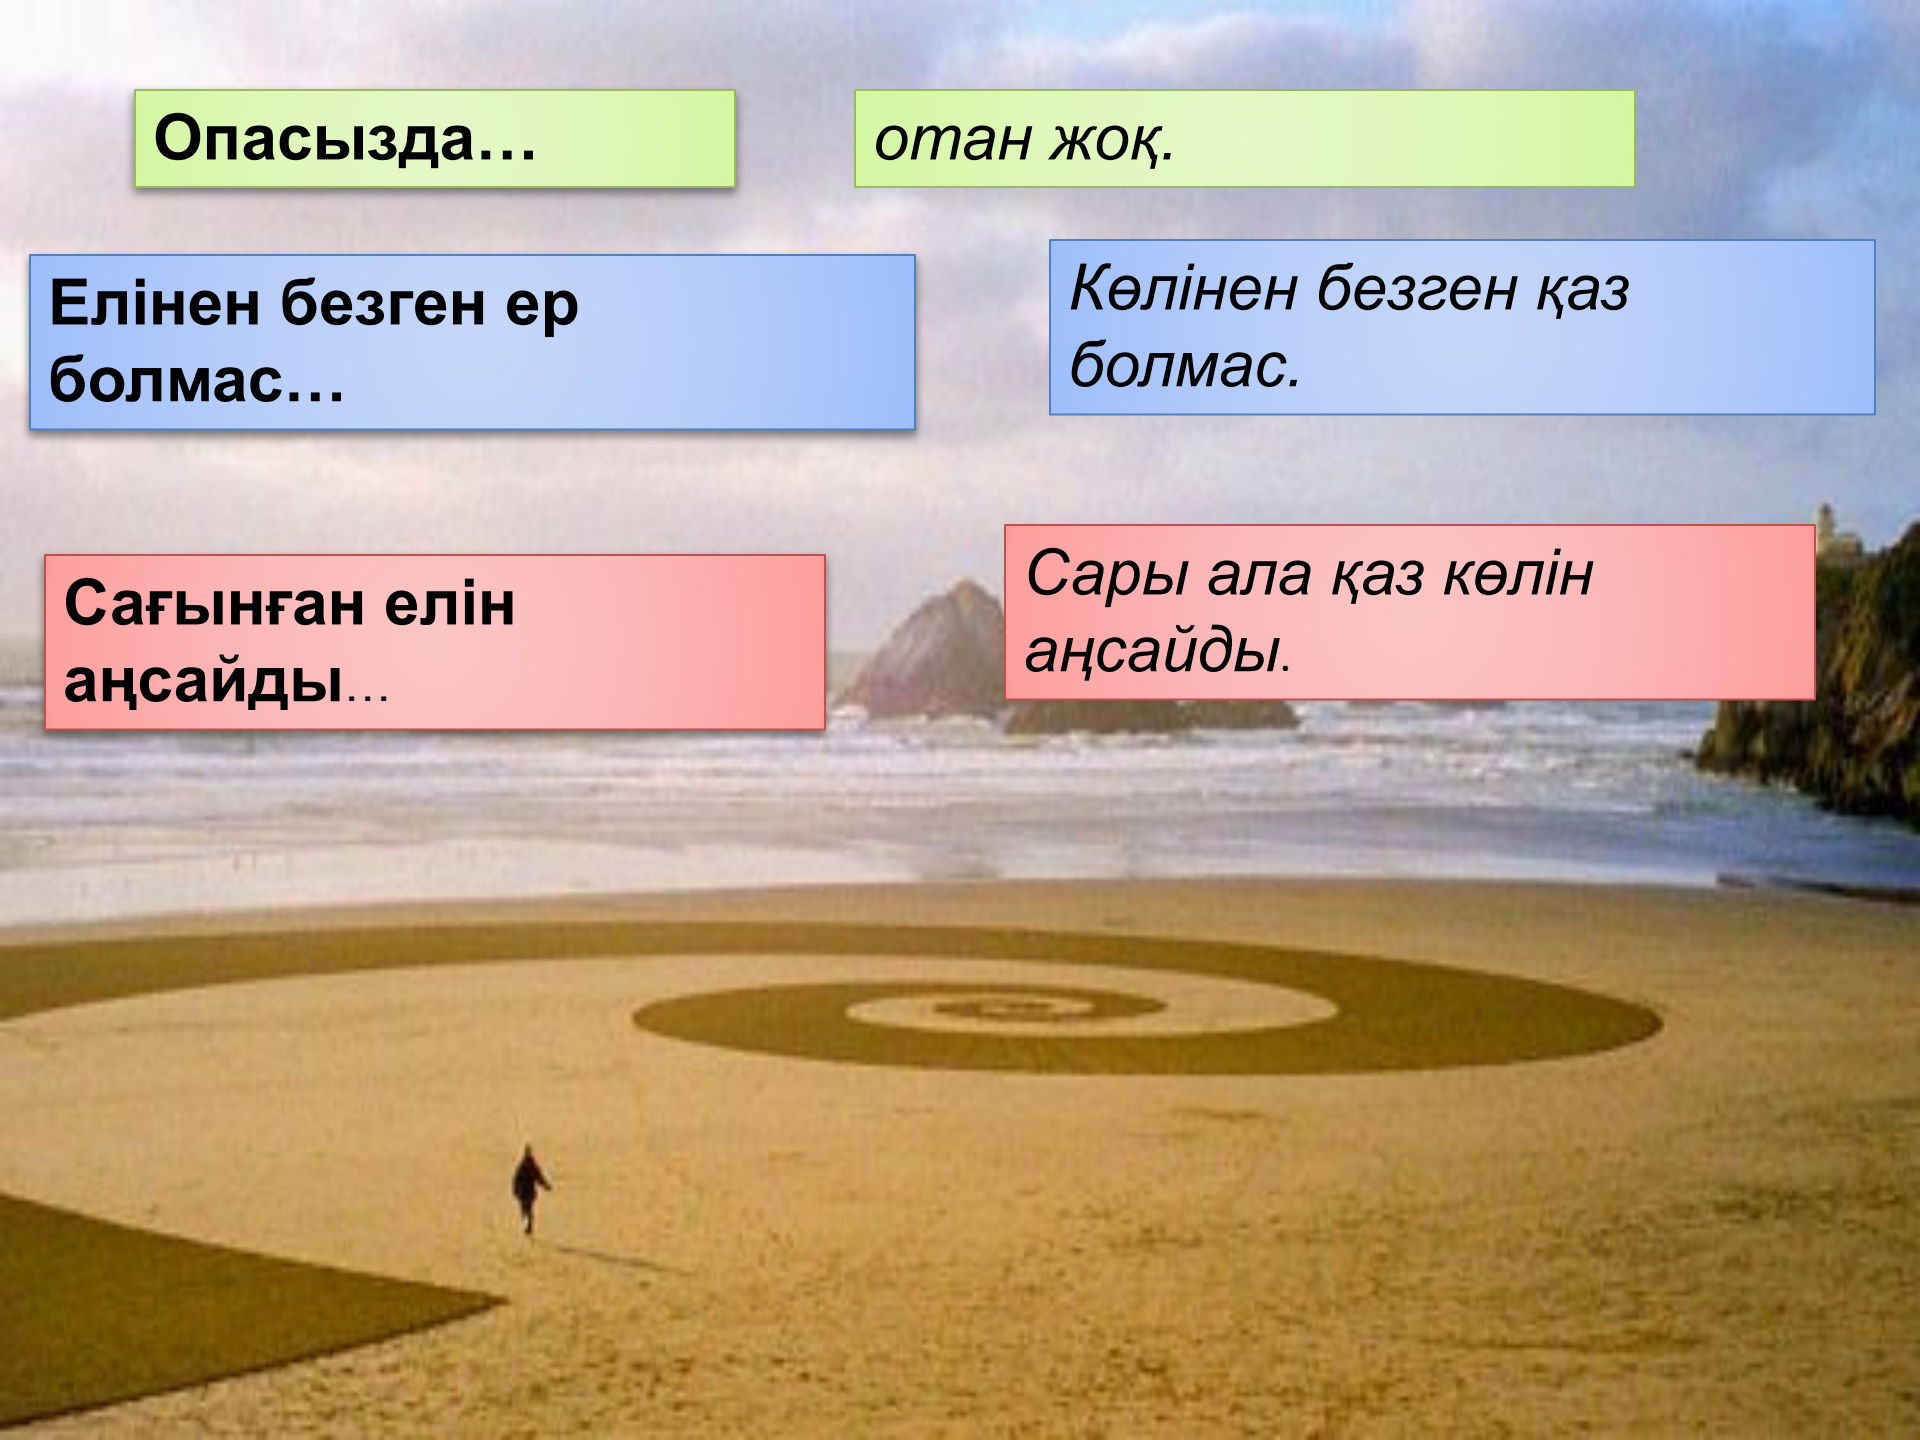 Опасызда…
отан жоқ.
Елінен безген ер
болмас…
Көлінен безген қаз
болмас.
Сағынған елін
аңсайды…
Сары ала қаз көлін
аңсайды.